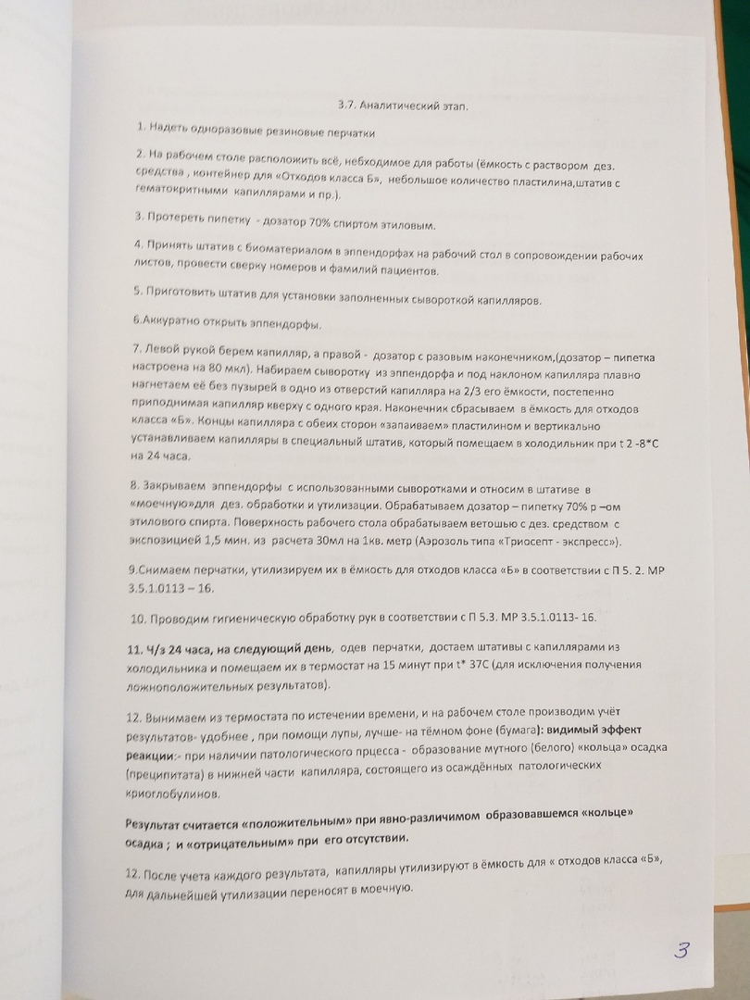 3.7. Аналитический этап.
1. Надеть одноразовые резиновые перчатки
2. На рабочем столе расположить всё, небходимое для работы (ёмкость с раствором дез.
средства , контейнер для «Отходов класса Б», небольшое количество пластилина,штатив с
гематокритными капиллярами и пр.).
3. Протереть пипетку - дозатор 70% спиртом этиловым.
4. Принять штатив с биоматериалом в эппендорфах на рабочий стол в сопровождении рабочих
листов, провести сверку номеров и фамилий пациентов.
5. Приготовить штатив для установки заполненных сывороткой капилляров.
6.Аккуратно открыть эппендорфы.
7. Левой рукой берем капилляр, а правой - дозатор с разовым наконечником,(дозатор – пипетка
настроена на 80 мкл). Набираем сыворотку из эппендорфа и под наклоном капилляра плавно
нагнетаем её без пузырей в одно из отверстий капилляра на 2/3 его ёмкости, постепенно
приподнимая капилляр кверху с одного края. Наконечник сбрасываем в ёмкость для отходов
класса «Б». Концы капилляра с обеих сторон «запаиваем» пластилином и вертикально
устанавливаем капилляры в специальный штатив, который помещаем в холодильник при t 2 -8*С
на 24 часа.
8. Закрываем эппендорфы с использованными сыворотками и относим в штативе в
«моечную»для дез. обработки и утилизации. Обрабатываем дозатор – пипетку 70% р –ом
этилового спирта. Поверхность рабочего стола обрабатываем ветошью с дез. средством с
экспозицией 1,5 мин. из расчета 30мл на 1кв. метр (Аэрозоль типа «Триосепт - экспресс»).
9.Снимаем перчатки, утилизируем их в ёмкость для отходов класса «Б» в соответствии с П 5. 2. МР
3.5.1.0113 – 16.
10. Проводим гигиеническую обработку рук в соответствии с П 5.3. МР 3.5.1.0113- 16.
11. Ч/з 24 часа, на следующий день, одев перчатки, достаем штативы с капиллярами из
холодильника и помещаем их в термостат на 15 минут при t* 37С (для исключения получения
ложноположительных результатов).
12. Вынимаем из термостата по истечении времени, и на рабочем столе производим учёт
результатов- удобнее , при помощи лупы, лучше- на тёмном фоне (бумага): видимый эффект
реакции:- при наличии патологического прцесса - образование мутного (белого) «кольца» осадка
(преципитата) в нижней части капилляра, состоящего из осаждённых патологических
криоглобулинов.
Результат считается «положительным» при явно-различимом образовавшемся «кольце»
осадка ; и «отрицательным» при его отсутствии.
12. После учета каждого результата, капилляры утилизируют в ёмкость для « отходов класса «Б»,
для дальнейшей утилизации переносят в моечную.
3